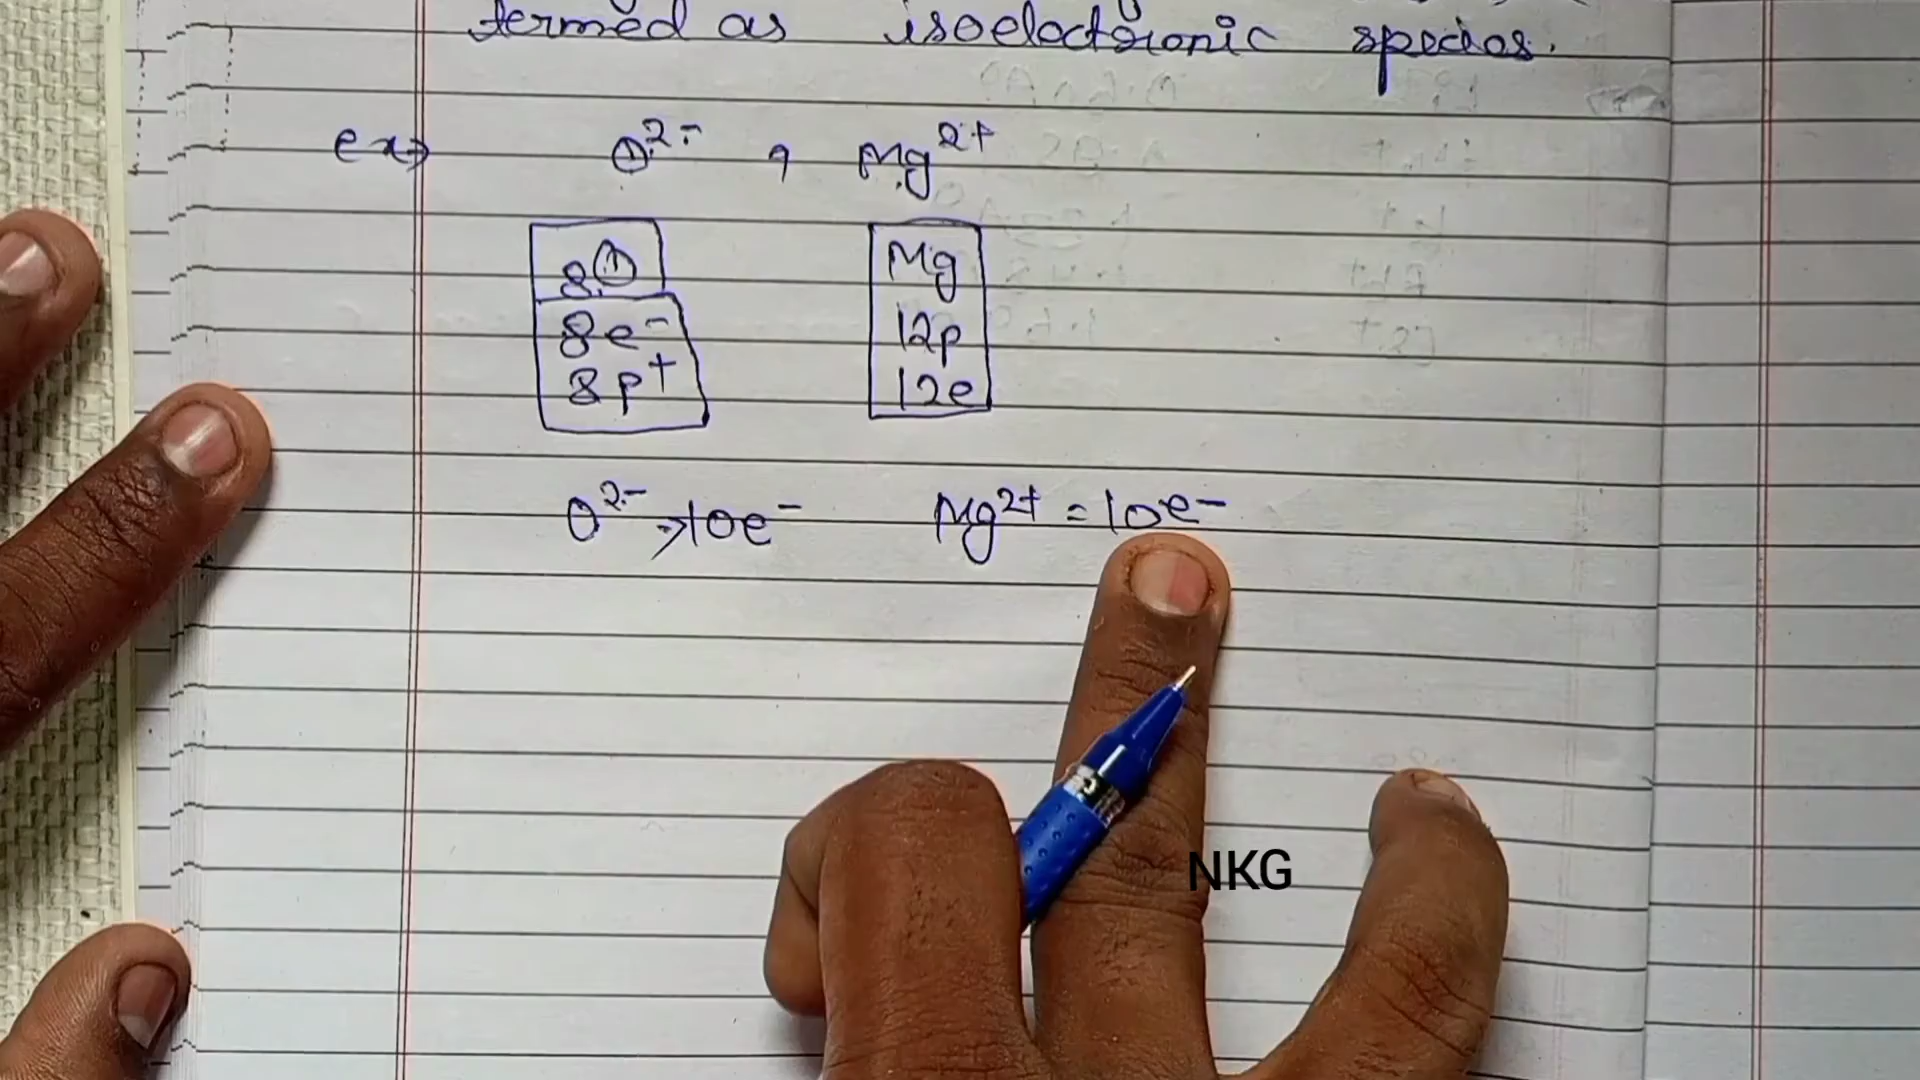 termed as isoelectronic species.
ex⇒ O²⁻ , Mg²⁺
₈O Mg
8e⁻ 12p
8p⁺ 12e
O²⁻ ⇒10e⁻ Mg²⁺ = 10e⁻
NKG